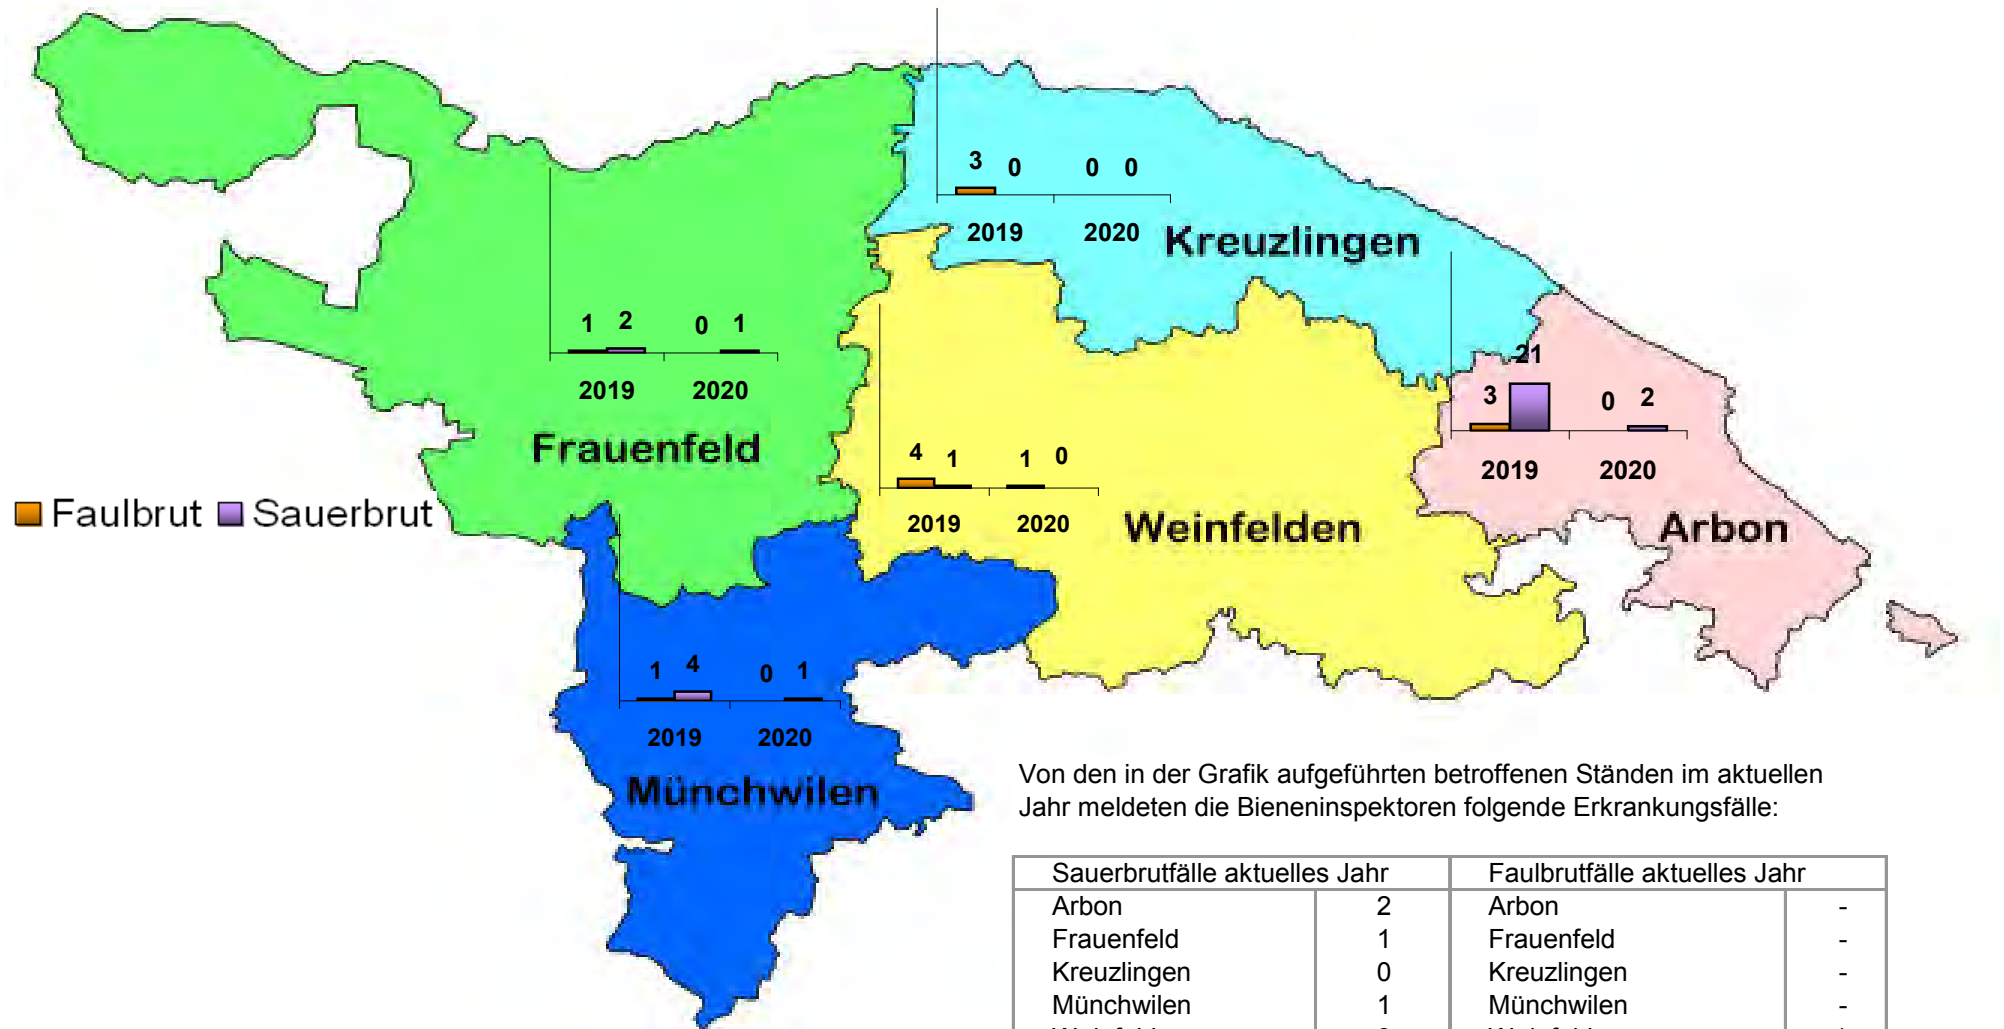 3 0 0 0
2019 2020
Kreuzlingen
1 2 0 1
2019 2020
Frauenfeld
21
3 0 2
2019 2020
Arbon
4 1 1 0
2019 2020
Weinfelden
Faulbrut Sauerbrut
1 4 0 1
2019 2020
Münchwilen
Von den in der Grafik aufgeführten betroffenen Ständen im aktuellen
Jahr meldeten die Bieneninspektoren folgende Erkrankungsfälle:
Sauerbrutfälle aktuelles Jahr Faulbrutfälle aktuelles Jahr
Arbon 2 Arbon -
Frauenfeld 1 Frauenfeld -
Kreuzlingen 0 Kreuzlingen -
Münchwilen 1 Münchwilen -